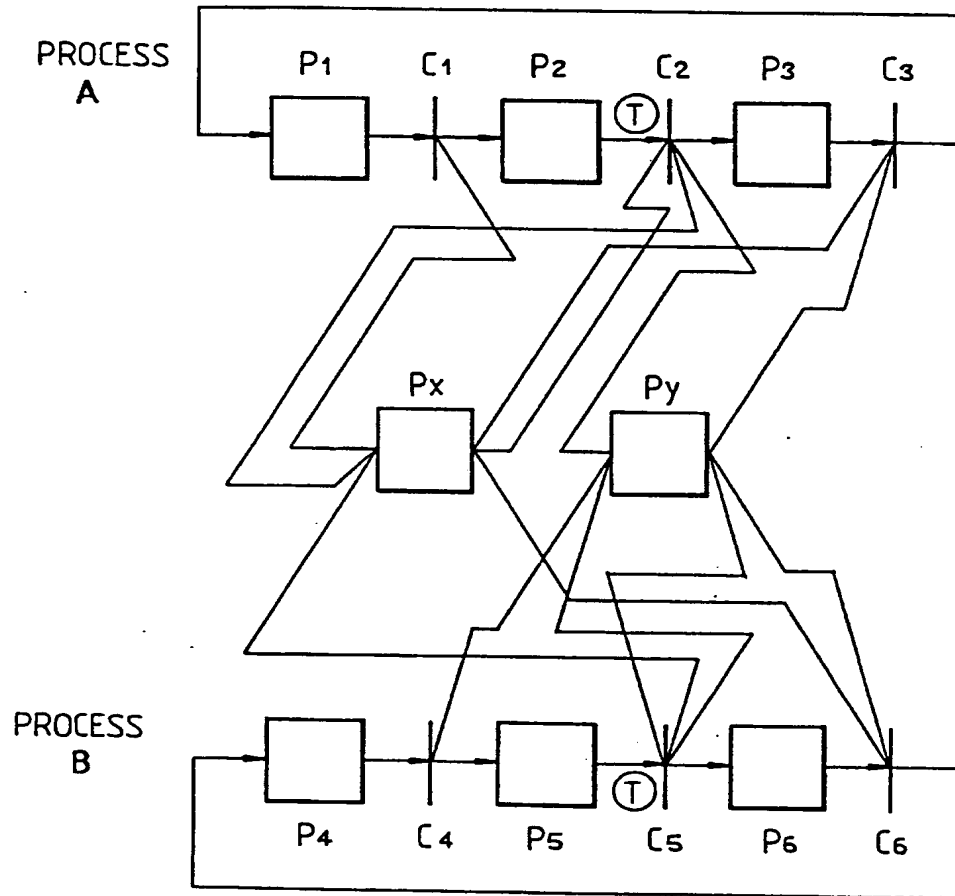 PROCESS
A
P1 C1 P2 C2 P3 C3
T
Px Py
PROCESS
B
T
P4 C4 P5 C5 P6 C6